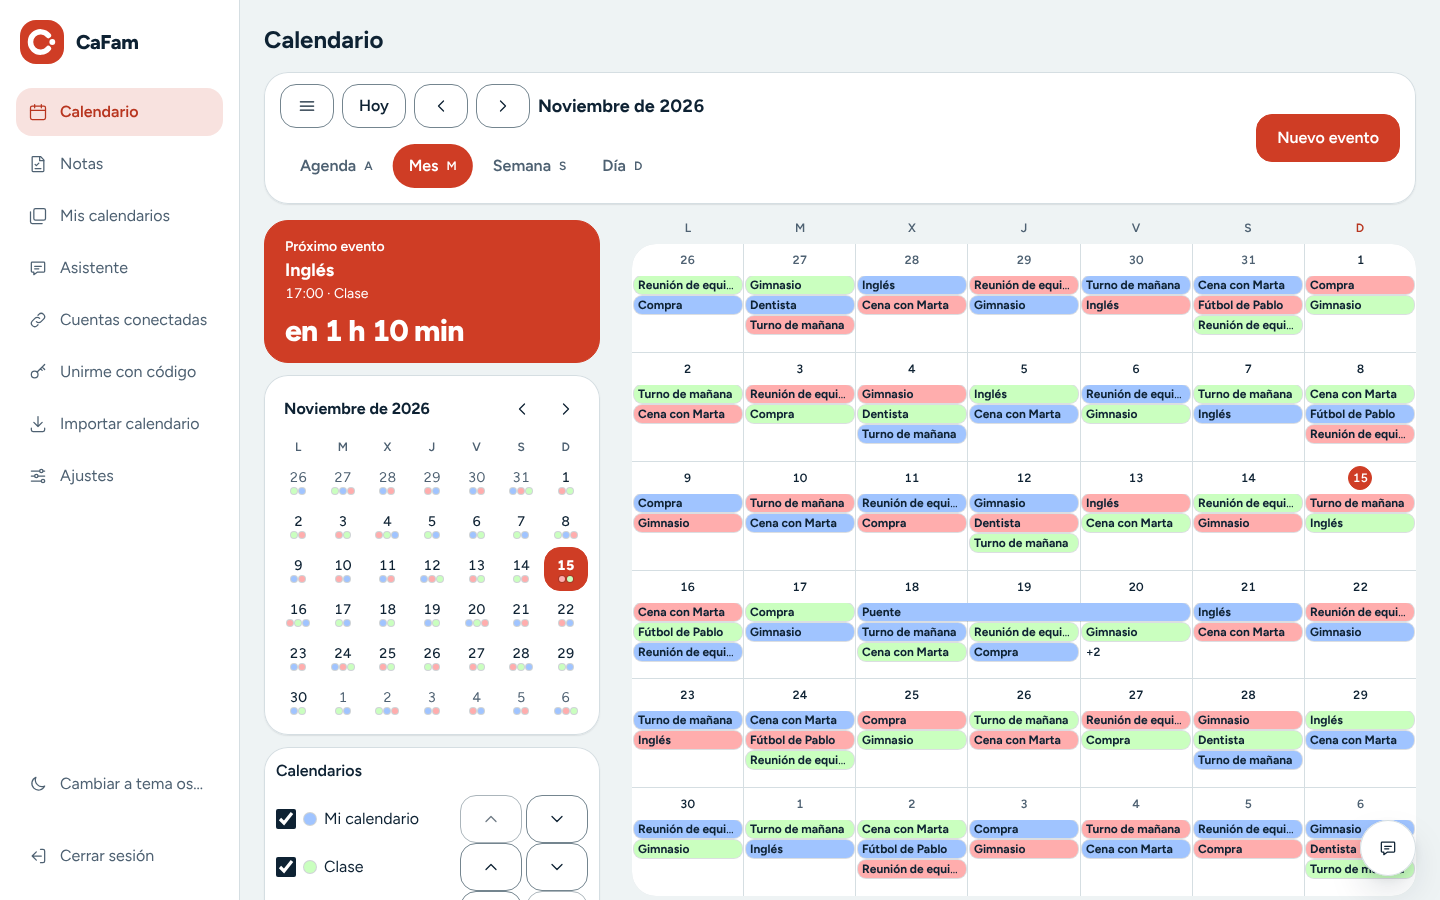 CaFam
Calendario
Notas
Mis calendarios
Asistente
Cuentas conectadas
Unirme con código
Importar calendario
Ajustes
Cambiar a tema os...
Cerrar sesión
Calendario
Hoy
Noviembre de 2026
Agenda A
Mes M
Semana S
Día D
Nuevo evento
Próximo evento
Inglés
17:00 · Clase
en 1 h 10 min
Noviembre de 2026
L M X J V S D
26 27 28 29 30 31 1
2 3 4 5 6 7 8
9 10 11 12 13 14 15
16 17 18 19 20 21 22
23 24 25 26 27 28 29
30 1 2 3 4 5 6
Calendarios
Mi calendario
Clase
L M X J V S D
26 27 28 29 30 31 1
Reunión de equi... Gimnasio Inglés Reunión de equi... Turno de mañana Cena con Marta Compra
Compra Dentista Cena con Marta Gimnasio Inglés Fútbol de Pablo Gimnasio
Turno de mañana Reunión de equi...
2 3 4 5 6 7 8
Turno de mañana Reunión de equi... Gimnasio Inglés Reunión de equi... Turno de mañana Cena con Marta
Cena con Marta Compra Dentista Cena con Marta Gimnasio Inglés Fútbol de Pablo
Turno de mañana Reunión de equi...
9 10 11 12 13 14 15
Compra Turno de mañana Reunión de equi... Gimnasio Inglés Reunión de equi... Turno de mañana
Gimnasio Cena con Marta Compra Dentista Cena con Marta Gimnasio Inglés
Turno de mañana
16 17 18 19 20 21 22
Cena con Marta Compra Puente Inglés Reunión de equi...
Fútbol de Pablo Gimnasio Turno de mañana Reunión de equi... Gimnasio Cena con Marta Gimnasio
Reunión de equi... Cena con Marta Compra +2
23 24 25 26 27 28 29
Turno de mañana Cena con Marta Compra Turno de mañana Reunión de equi... Gimnasio Inglés
Inglés Fútbol de Pablo Gimnasio Cena con Marta Compra Dentista Cena con Marta
Reunión de equi... Turno de mañana
30 1 2 3 4 5 6
Reunión de equi... Turno de mañana Cena con Marta Compra Turno de mañana Reunión de equi... Gimnasio
Gimnasio Inglés Fútbol de Pablo Gimnasio Cena con Marta Compra Dentista
Reunión de equi... Turno de